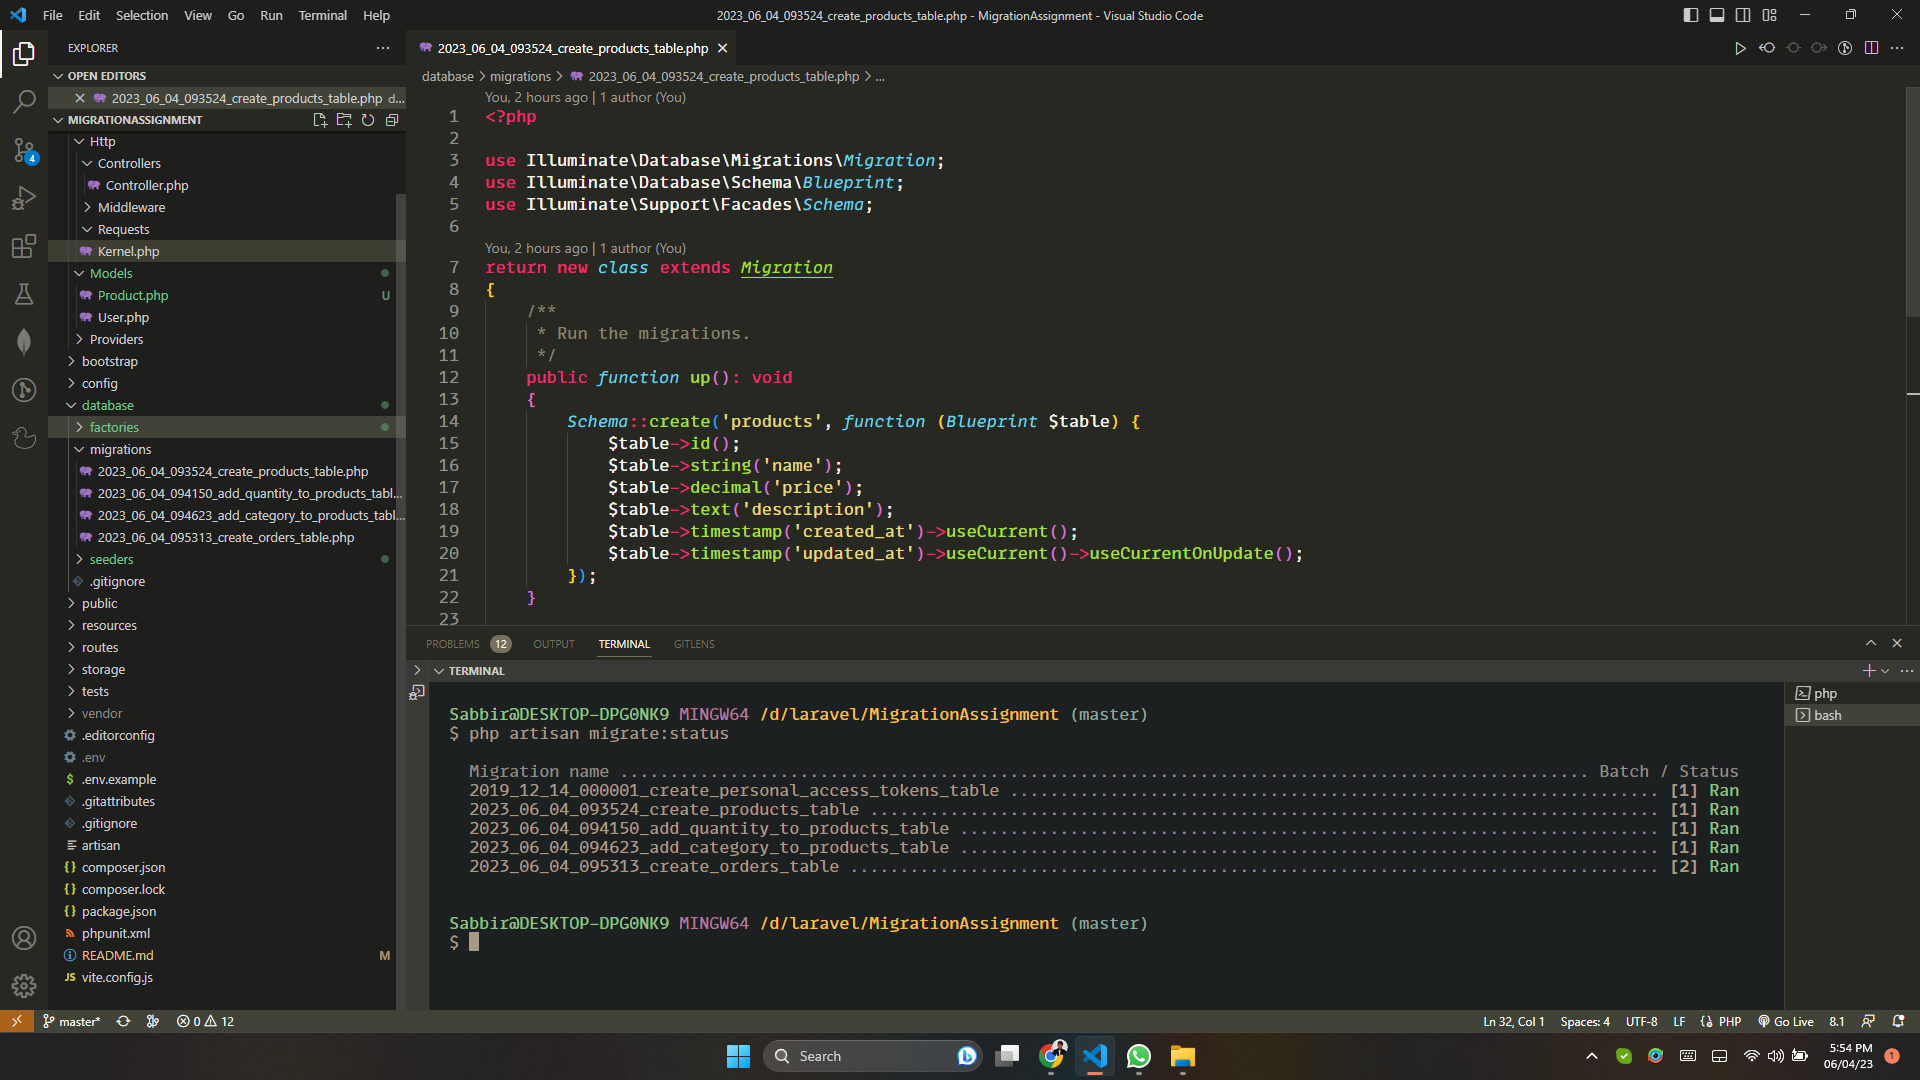 File Edit Selection View Go Run Terminal Help
2023_06_04_093524_create_products_table.php - MigrationAssignment - Visual Studio Code
EXPLORER
OPEN EDITORS
2023_06_04_093524_create_products_table.php d...
MIGRATIONASSIGNMENT
Http
Controllers
Controller.php
Middleware
Requests
Kernel.php
Models
Product.php U
User.php
Providers
bootstrap
config
database
factories
migrations
2023_06_04_093524_create_products_table.php
2023_06_04_094150_add_quantity_to_products_tabl...
2023_06_04_094623_add_category_to_products_tabl...
2023_06_04_095313_create_orders_table.php
seeders
.gitignore
public
resources
routes
storage
tests
vendor
.editorconfig
.env
.env.example
.gitattributes
.gitignore
artisan
composer.json
composer.lock
package.json
phpunit.xml
README.md M
vite.config.js
4
2023_06_04_093524_create_products_table.php
database > migrations > 2023_06_04_093524_create_products_table.php > ...
You, 2 hours ago | 1 author (You)
1 <?php
2
3 use Illuminate\Database\Migrations\Migration;
4 use Illuminate\Database\Schema\Blueprint;
5 use Illuminate\Support\Facades\Schema;
6
You, 2 hours ago | 1 author (You)
7 return new class extends Migration
8 {
9 /**
10 * Run the migrations.
11 */
12 public function up(): void
13 {
14 Schema::create('products', function (Blueprint $table) {
15 $table->id();
16 $table->string('name');
17 $table->decimal('price');
18 $table->text('description');
19 $table->timestamp('created_at')->useCurrent();
20 $table->timestamp('updated_at')->useCurrent()->useCurrentOnUpdate();
21 });
22 }
23
PROBLEMS 12 OUTPUT TERMINAL GITLENS
TERMINAL
php
bash
Sabbir@DESKTOP-DPG0NK9 MINGW64 /d/laravel/MigrationAssignment (master)
$ php artisan migrate:status
Migration name ................................................................................................. Batch / Status
2019_12_14_000001_create_personal_access_tokens_table ................................................................. [1] Ran
2023_06_04_093524_create_products_table ............................................................................... [1] Ran
2023_06_04_094150_add_quantity_to_products_table ...................................................................... [1] Ran
2023_06_04_094623_add_category_to_products_table ...................................................................... [1] Ran
2023_06_04_095313_create_orders_table ................................................................................. [2] Ran
Sabbir@DESKTOP-DPG0NK9 MINGW64 /d/laravel/MigrationAssignment (master)
$
master* 0 12
Ln 32, Col 1 Spaces: 4 UTF-8 LF PHP Go Live 8.1
Search
5:54 PM
06/04/23
1